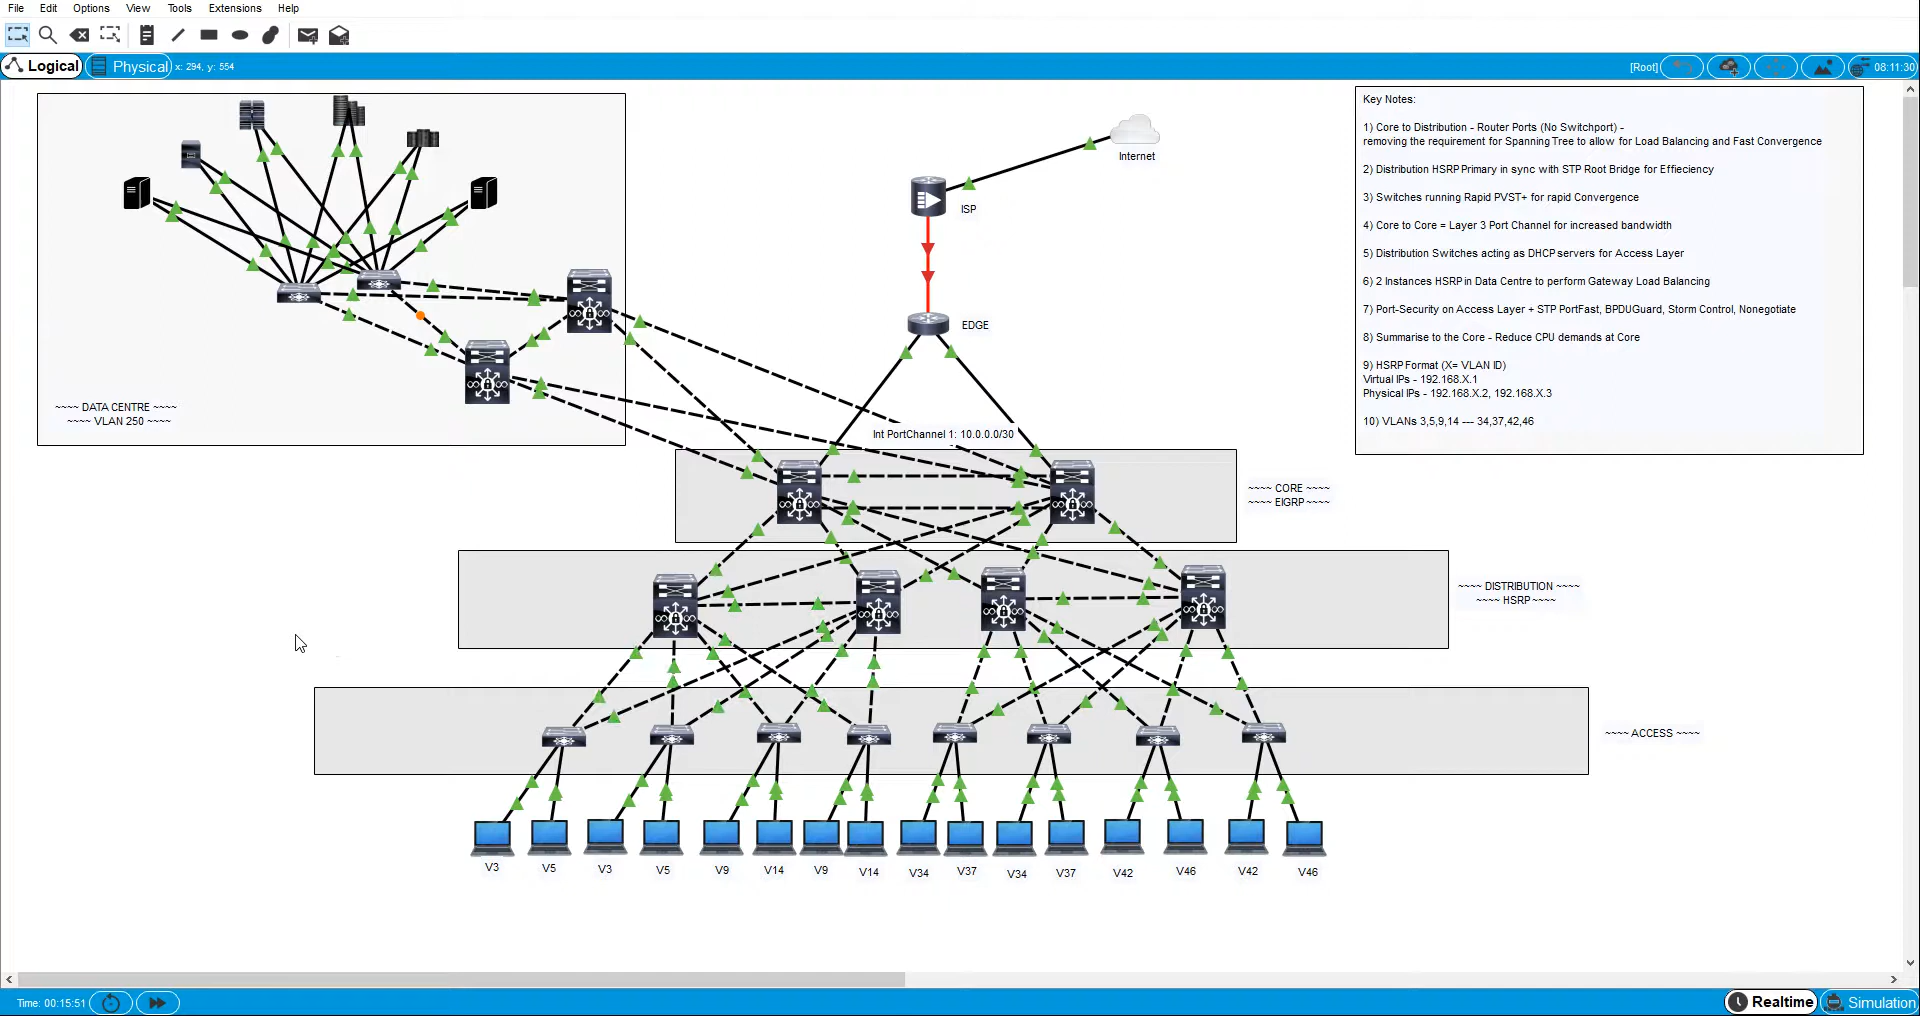 File Edit Options View Tools Extensions Help
Logical Physical x: 294, y: 554 [Root] 08:11:30
Key Notes:
1) Core to Distribution - Router Ports (No Switchport) -
removing the requirement for Spanning Tree to allow for Load Balancing and Fast Convergence
2) Distribution HSRP Primary in sync with STP Root Bridge for Effieciency
3) Switches running Rapid PVST+ for rapid Convergence
4) Core to Core = Layer 3 Port Channel for increased bandwidth
5) Distribution Switches acting as DHCP servers for Access Layer
6) 2 Instances HSRP in Data Centre to perform Gateway Load Balancing
7) Port-Security on Access Layer + STP PortFast, BPDUGuard, Storm Control, Nonegotiate
8) Summarise to the Core - Reduce CPU demands at Core
9) HSRP Format (X= VLAN ID)
Virtual IPs - 192.168.X.1
Physical IPs - 192.168.X.2, 192.168.X.3
10) VLANs 3,5,9,14 --- 34,37,42,46
Internet
ISP
EDGE
~~~~ DATA CENTRE ~~~~
~~~~ VLAN 250 ~~~~
Int PortChannel 1: 10.0.0.0/30
~~~~ CORE ~~~~
~~~~ EIGRP ~~~~
~~~~ DISTRIBUTION ~~~~
~~~~ HSRP ~~~~
~~~~ ACCESS ~~~~
V3 V5 V3 V5 V9 V14 V9 V14 V34 V37 V34 V37 V42 V46 V42 V46
Time: 00:15:51 Realtime Simulation